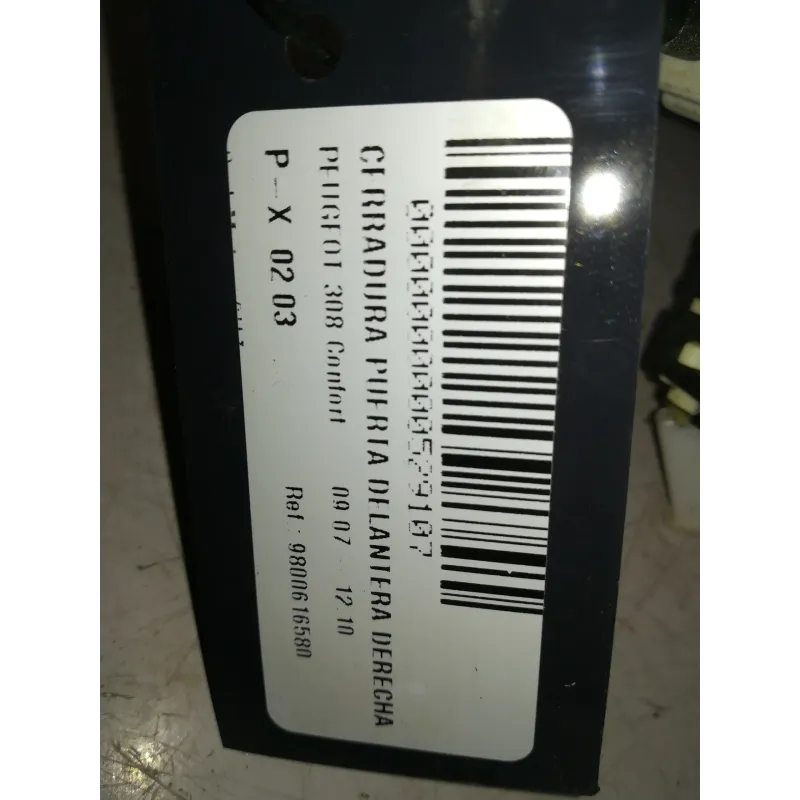 CERRADURA PUERTA DELANTERA DERECHA
PEUGEOT 308 Confort 09.07 - 12.10
P--X 02 03 Ref.: 9800616580